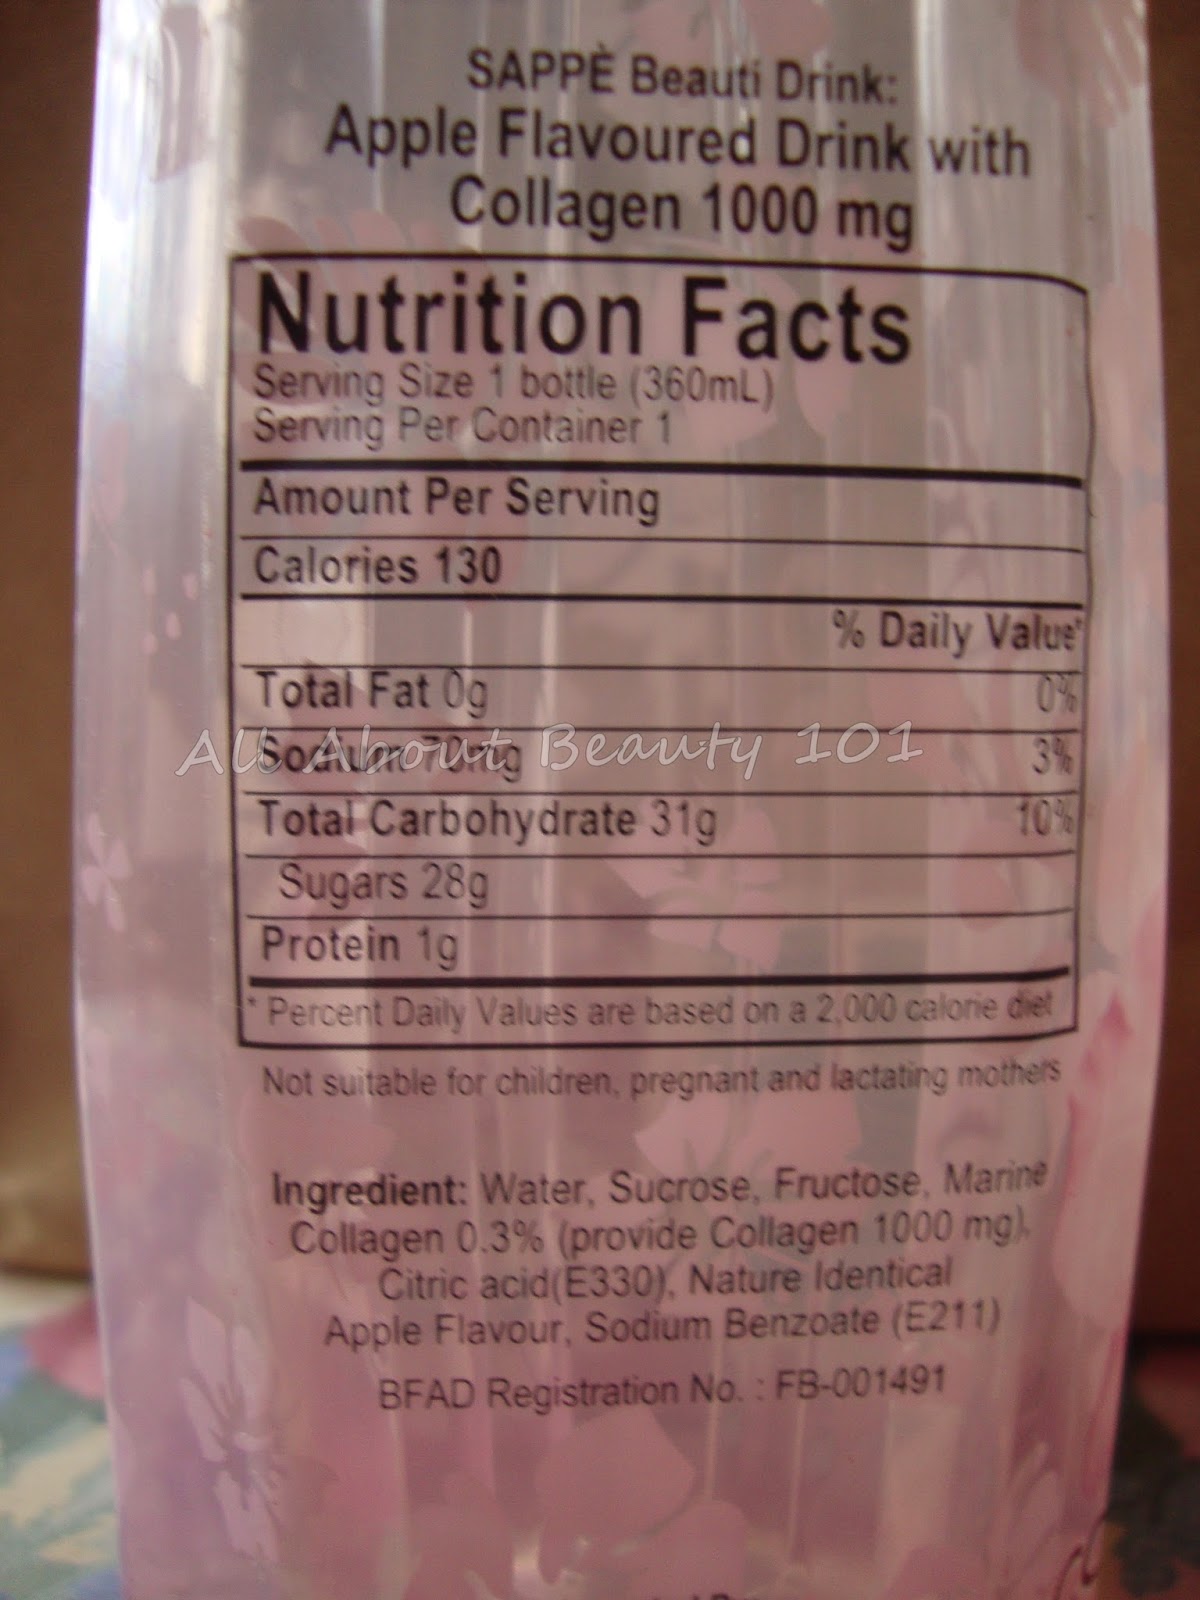 SAPPÈ Beauti Drink:
Apple Flavoured Drink with
Collagen 1000 mg
Nutrition Facts
Serving Size 1 bottle (360mL)
Serving Per Container 1
Amount Per Serving
Calories 130
% Daily Value*
Total Fat 0g 0%
Sodium 70mg 3%
All About Beauty 101
Total Carbohydrate 31g 10%
Sugars 28g
Protein 1g
* Percent Daily Values are based on a 2,000 calorie diet
Not suitable for children, pregnant and lactating mothers
Ingredient: Water, Sucrose, Fructose, Marine
Collagen 0.3% (provide Collagen 1000 mg),
Citric acid(E330), Nature Identical
Apple Flavour, Sodium Benzoate (E211)
BFAD Registration No. : FB-001491